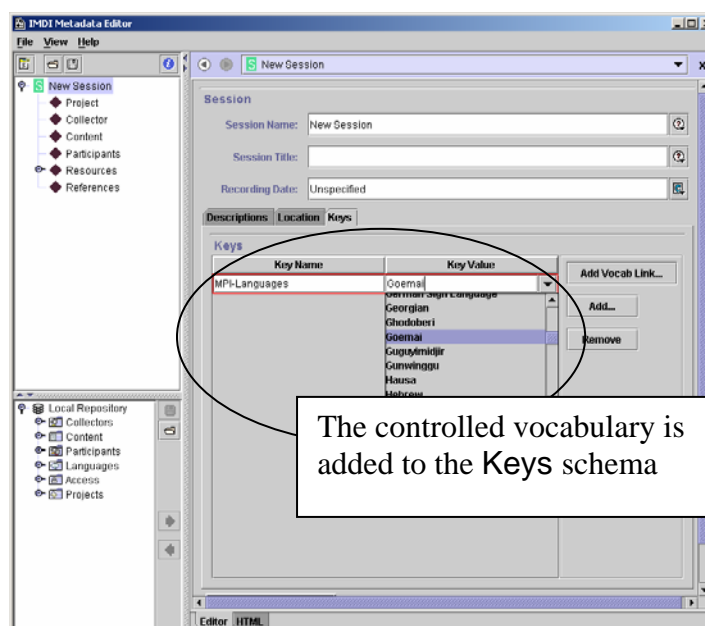 IMDI Metadata Editor
File View Help
New Session
Project
Collector
Content
Participants
Resources
References
New Session
Session
Session Name: New Session
Session Title:
Recording Date: Unspecified
Descriptions Location Keys
Keys
Key Name Key Value
MPI-Languages Goemai
German Sign Language
Georgian
Ghodoberi
Goemai
Guguyimidjir
Gunwinggu
Hausa
Hebrew
Add Vocab Link...
Add...
Remove
The controlled vocabulary is
added to the Keys schema
Local Repository
Collectors
Content
Participants
Languages
Access
Projects
Editor HTML